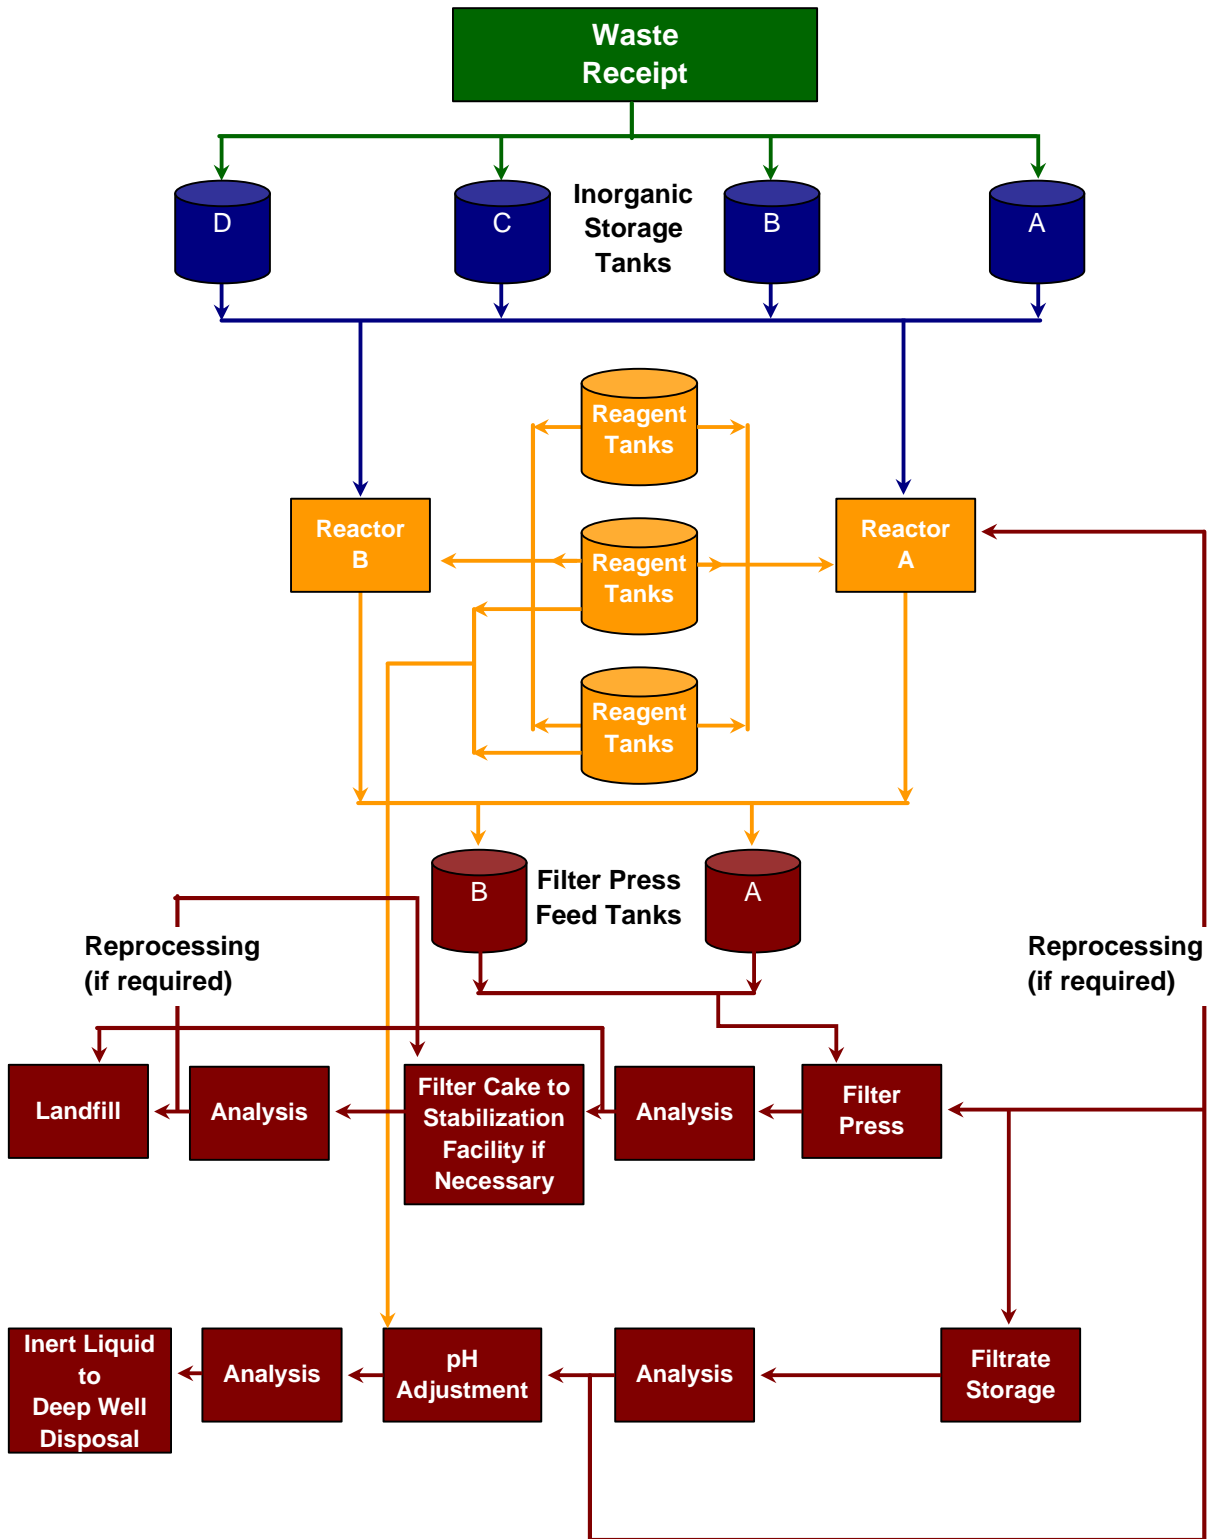 Waste
Receipt
D
C
Inorganic
Storage
Tanks
B
A
Reagent
Tanks
Reactor
B
Reagent
Tanks
Reactor
A
Reagent
Tanks
B
Filter Press
Feed Tanks
A
Reprocessing
(if required)
Reprocessing
(if required)
Landfill
Analysis
Filter Cake to
Stabilization
Facility if
Necessary
Analysis
Filter
Press
Inert Liquid
to
Deep Well
Disposal
Analysis
pH
Adjustment
Analysis
Filtrate
Storage